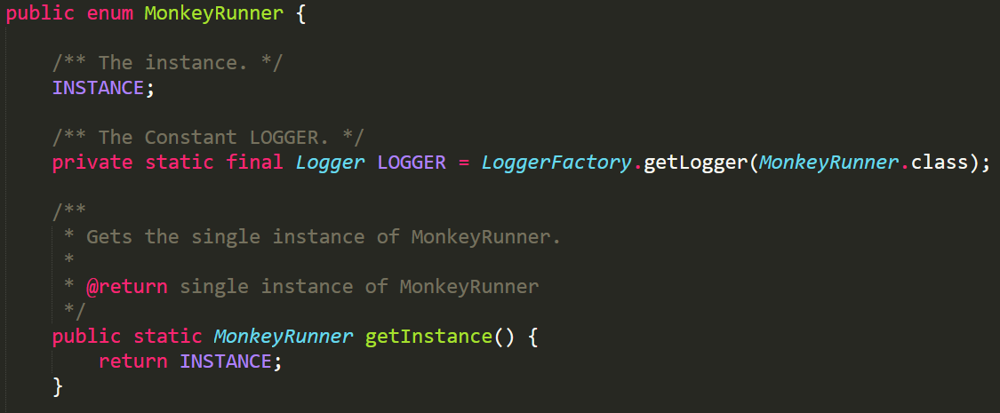 public enum MonkeyRunner {
/** The instance. */
INSTANCE;
/** The Constant LOGGER. */
private static final Logger LOGGER = LoggerFactory.getLogger(MonkeyRunner.class);
/**
* Gets the single instance of MonkeyRunner.
*
* @return single instance of MonkeyRunner
*/
public static MonkeyRunner getInstance() {
return INSTANCE;
}